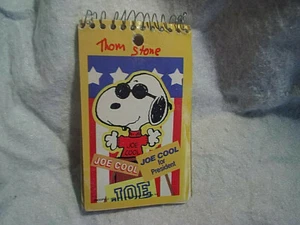 Thom Stone
JOE
COOL
JOE COOL
JOE COOL
for
President
JOE